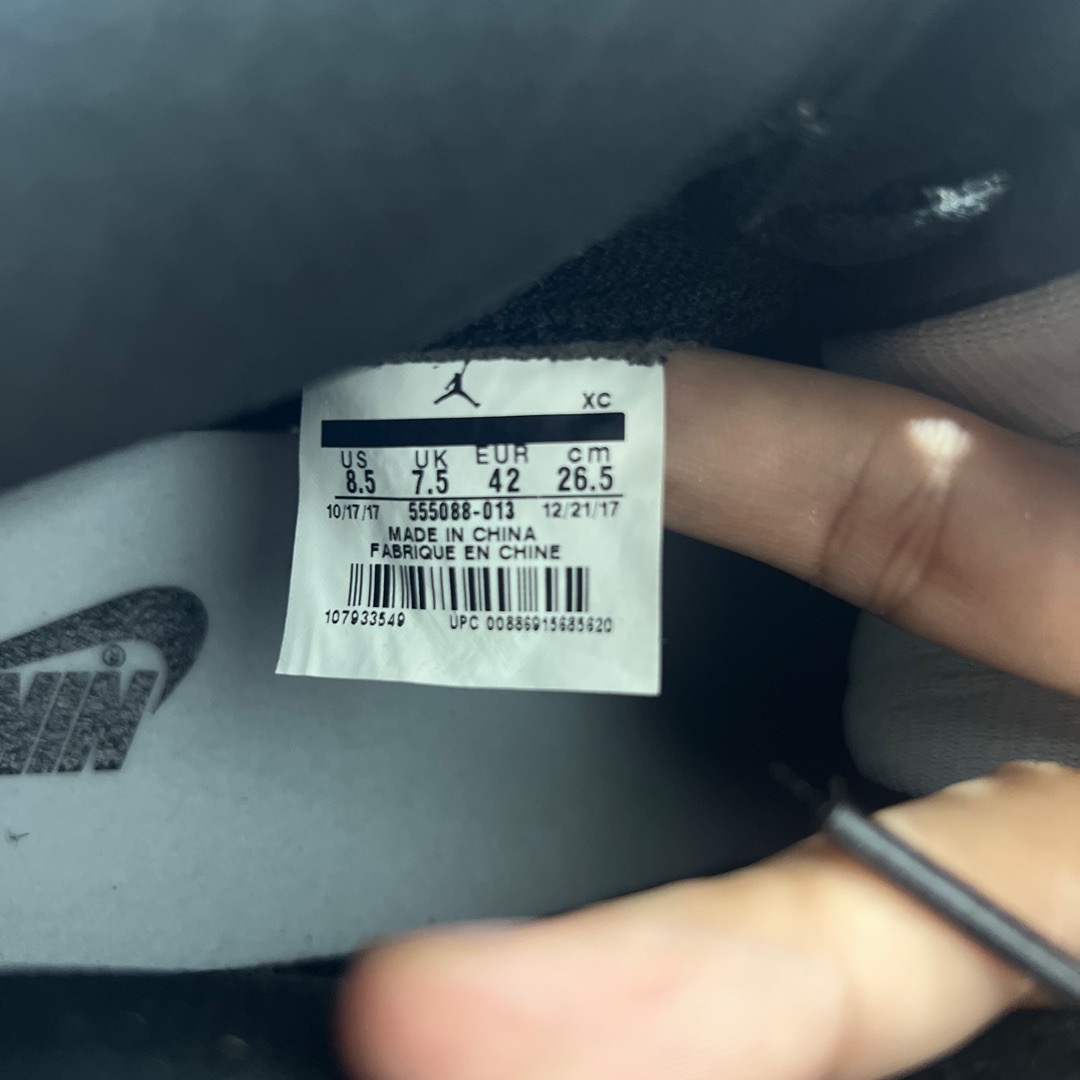 XC
US UK EUR cm
8.5 7.5 42 26.5
10/17/17 555088-013 12/21/17
MADE IN CHINA
FABRIQUE EN CHINE
107933549 UPC 00886915685620